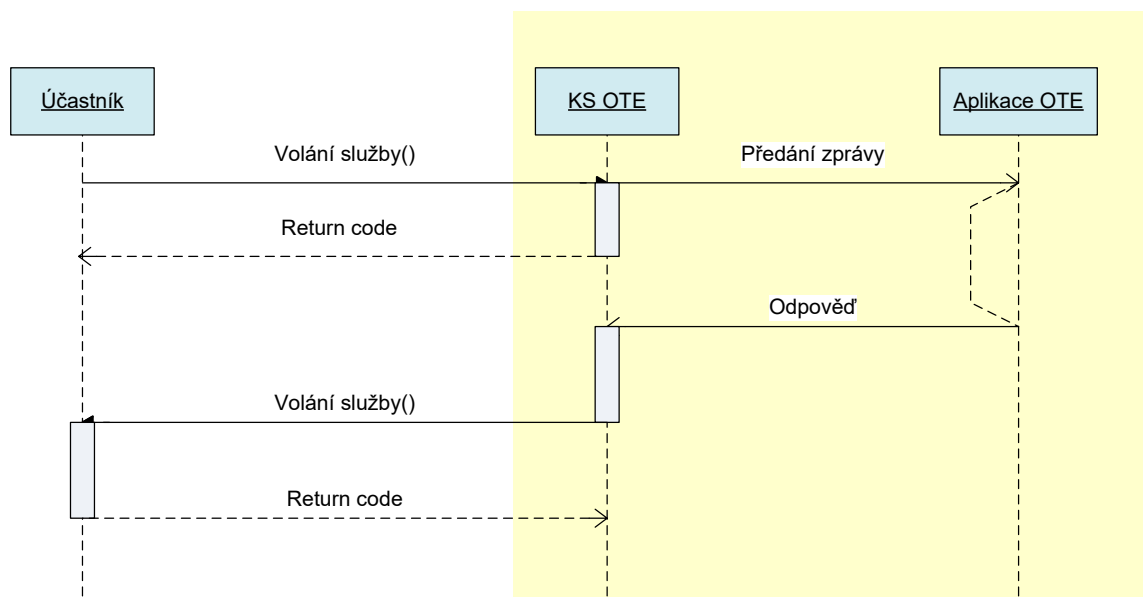 Účastník
KS OTE
Aplikace OTE
Volání služby()
Předání zprávy
Return code
Odpověď
Volání služby()
Return code